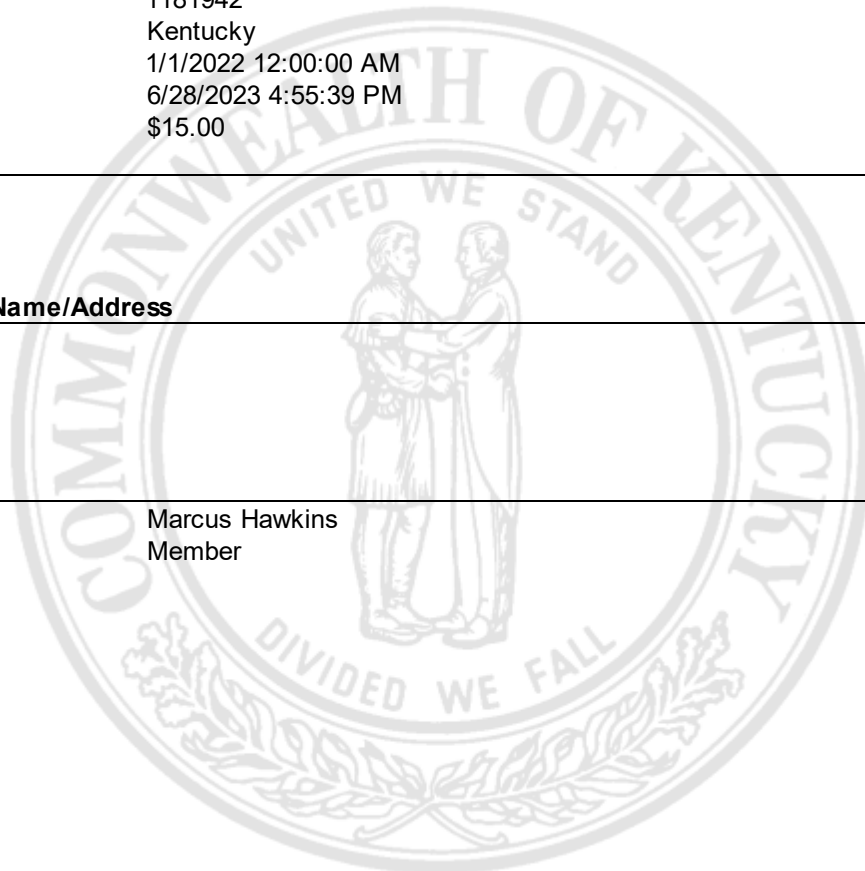 1181942
Kentucky
1/1/2022 12:00:00 AM
6/28/2023 4:55:39 PM
$15.00
COMMONWEALTH OF KENTUCKY
UNITED WE STAND
Name/Address
Marcus Hawkins
Member
DIVIDED WE FALL